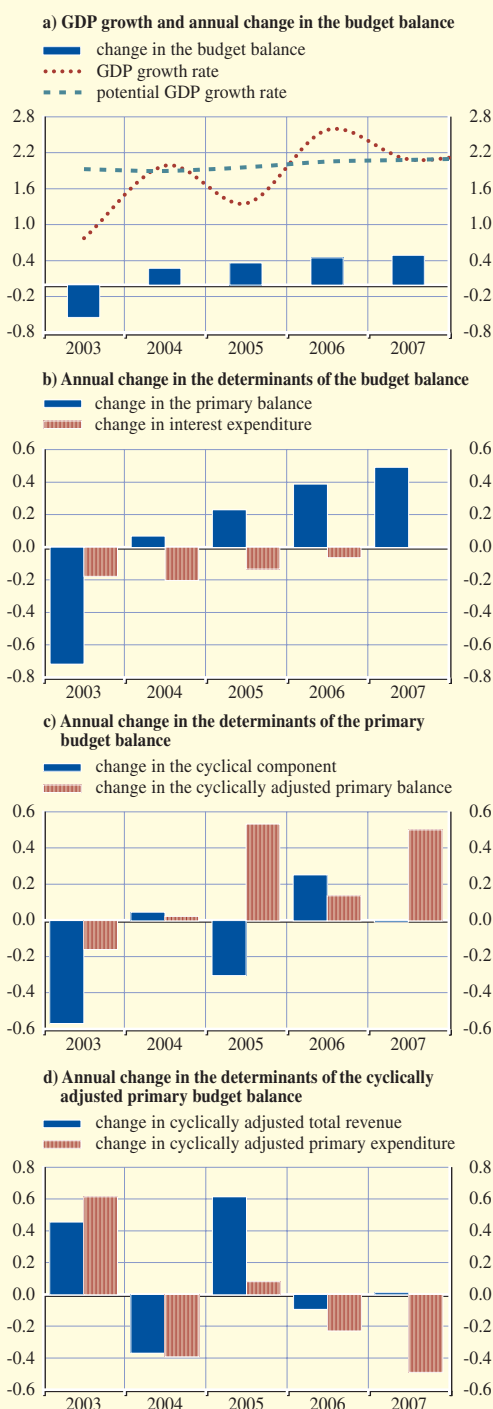 a) GDP growth and annual change in the budget balance
change in the budget balance
GDP growth rate
potential GDP growth rate
2.8 2.8
2.2 2.2
1.6 1.6
1.0 1.0
0.4 0.4
-0.2 -0.2
-0.8 -0.8
2003 2004 2005 2006 2007
b) Annual change in the determinants of the budget balance
change in the primary balance
change in interest expenditure
0.6 0.6
0.4 0.4
0.2 0.2
0.0 0.0
-0.2 -0.2
-0.4 -0.4
-0.6 -0.6
-0.8 -0.8
2003 2004 2005 2006 2007
c) Annual change in the determinants of the primary
budget balance
change in the cyclical component
change in the cyclically adjusted primary balance
0.6 0.6
0.4 0.4
0.2 0.2
0.0 0.0
-0.2 -0.2
-0.4 -0.4
-0.6 -0.6
2003 2004 2005 2006 2007
d) Annual change in the determinants of the cyclically
adjusted primary budget balance
change in cyclically adjusted total revenue
change in cyclically adjusted primary expenditure
0.8 0.8
0.6 0.6
0.4 0.4
0.2 0.2
0.0 0.0
-0.2 -0.2
-0.4 -0.4
-0.6 -0.6
2003 2004 2005 2006 2007